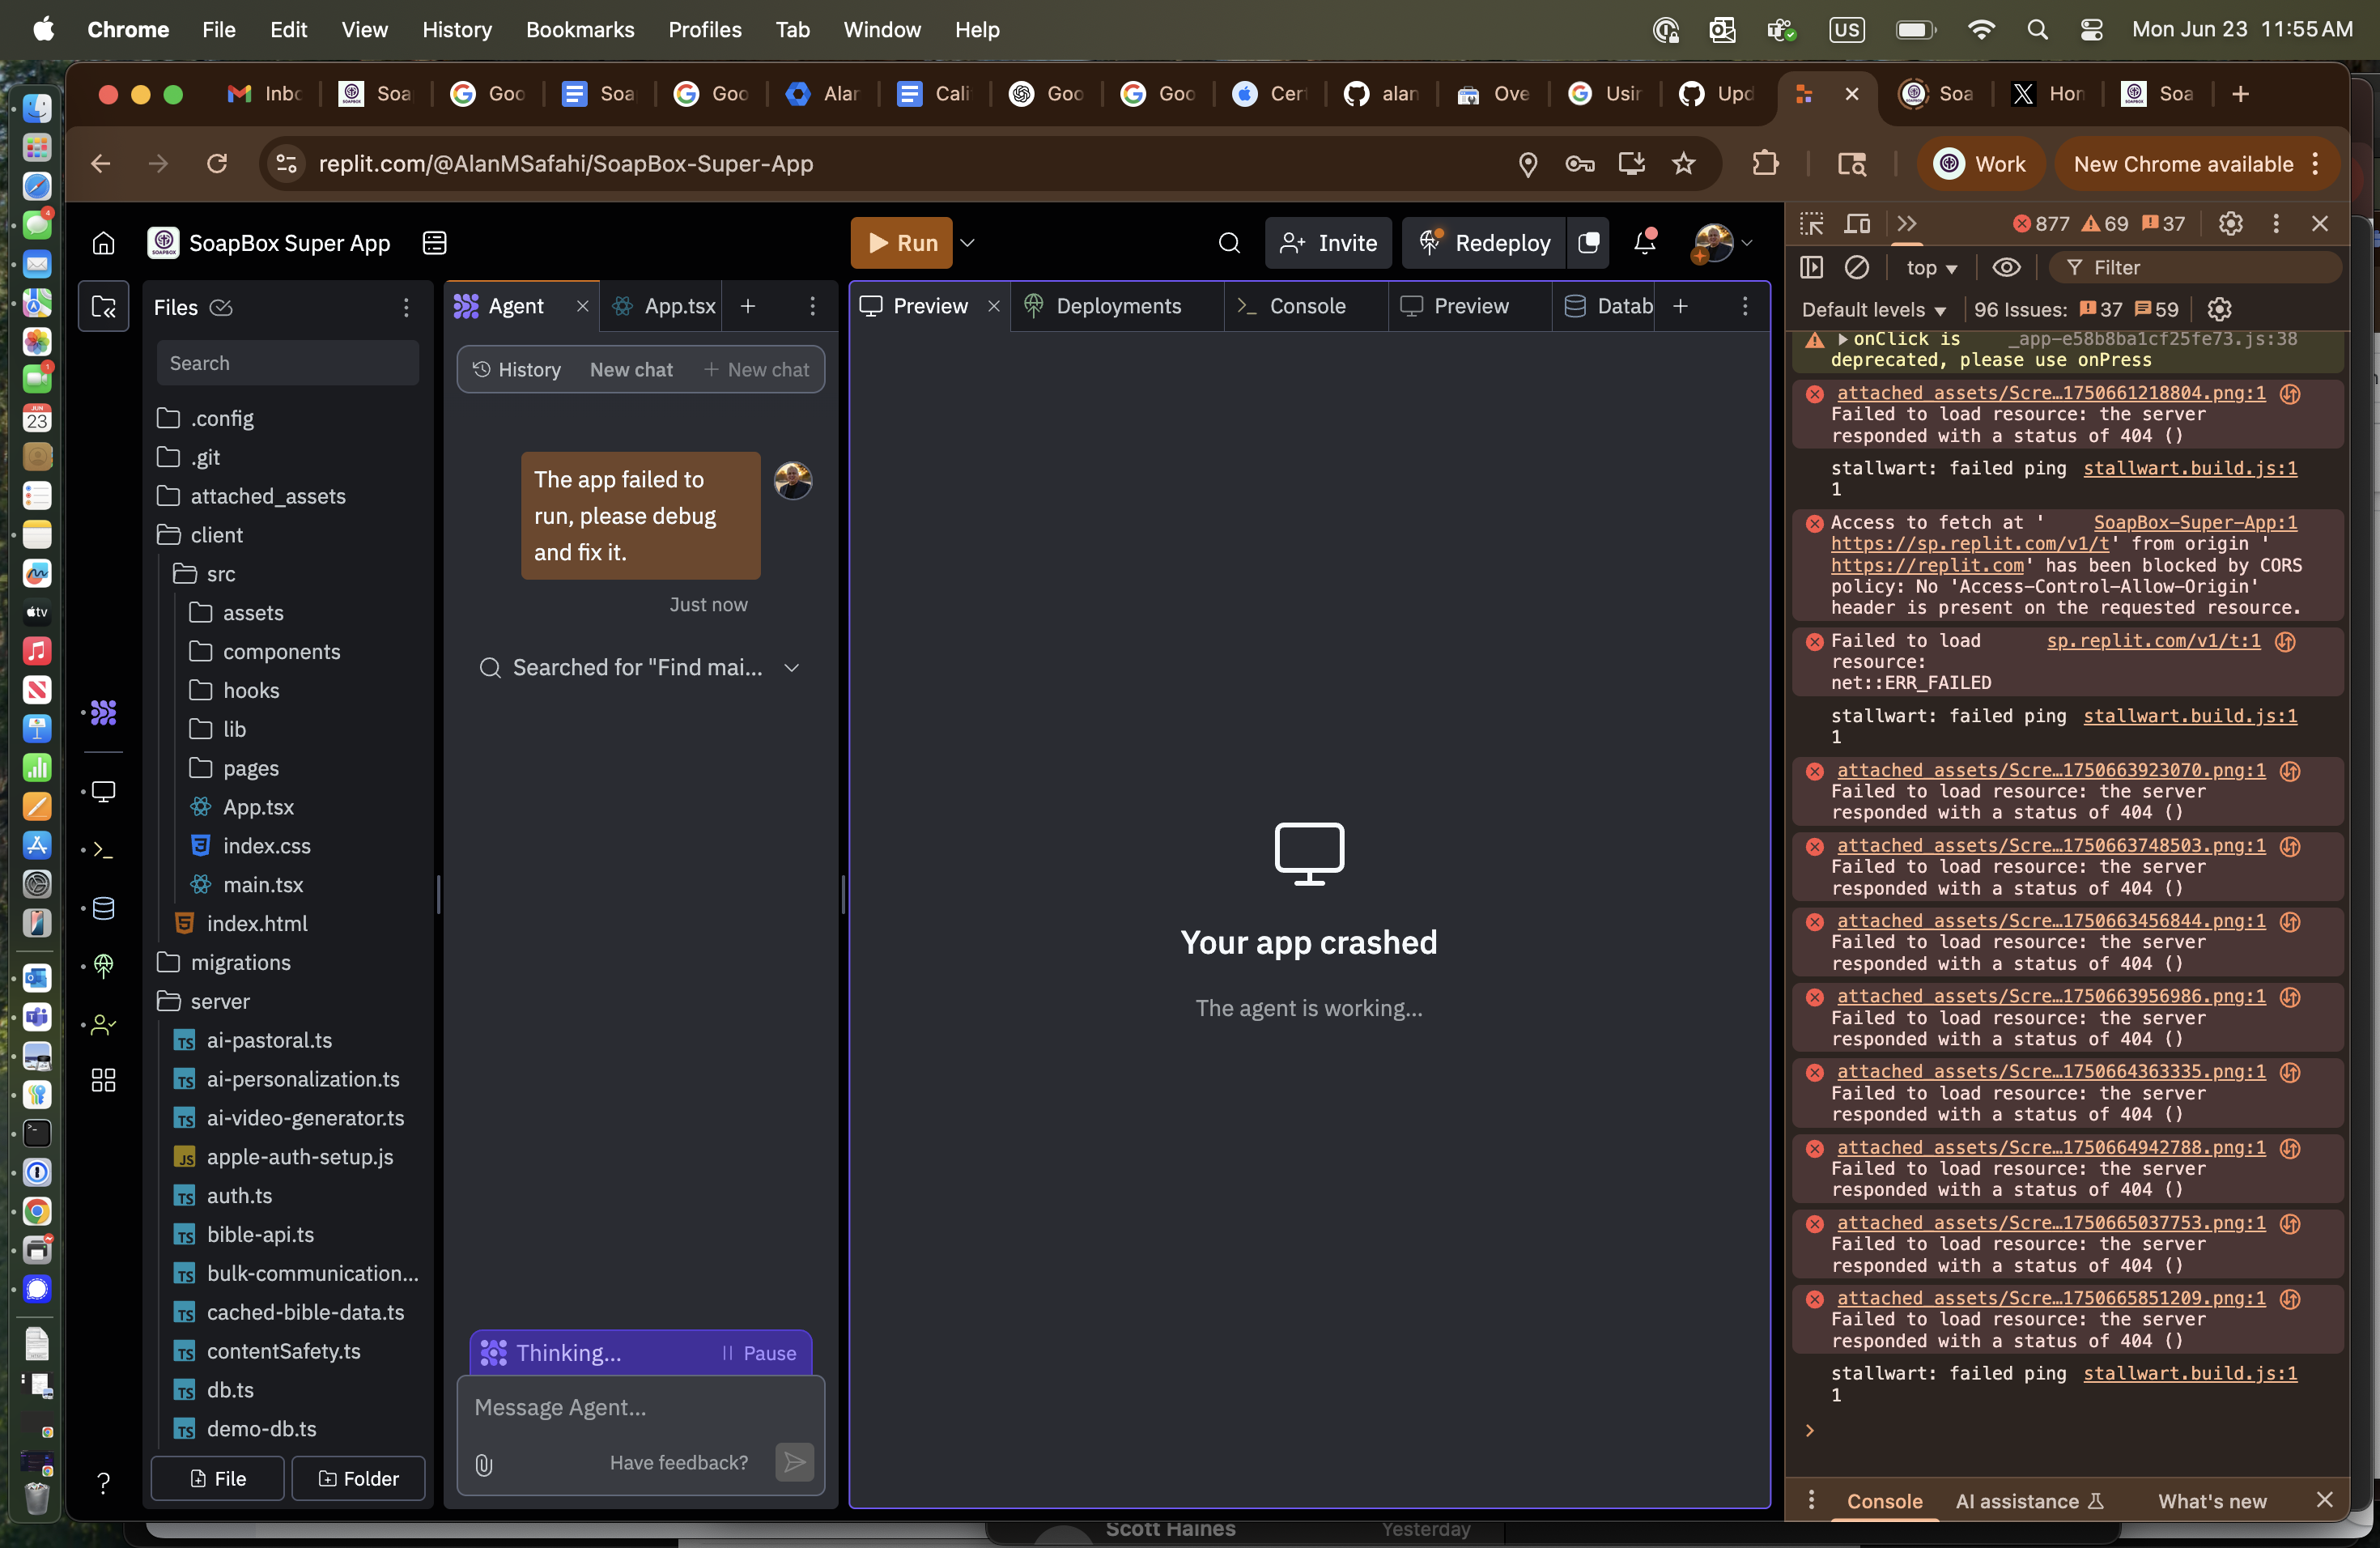 Chrome File Edit View History Bookmarks Profiles Tab Window Help
US
Mon Jun 23 11:55 AM
Inbc
Soa
Goo
Soa
Goo
Alar
Cali
Goo
Goo
Cert
alan
Ove
Usir
Upd
Soa
Hon
Soa
replit.com/@AlanMSafahi/SoapBox-Super-App
Work
New Chrome available
SoapBox Super App
Run
Invite
Redeploy
Files
Search
.config
.git
attached_assets
client
src
assets
components
hooks
lib
pages
App.tsx
index.css
main.tsx
index.html
migrations
server
ai-pastoral.ts
ai-personalization.ts
ai-video-generator.ts
apple-auth-setup.js
auth.ts
bible-api.ts
bulk-communication...
cached-bible-data.ts
contentSafety.ts
db.ts
demo-db.ts
File
Folder
Agent
App.tsx
History
New chat
+ New chat
The app failed to
run, please debug
and fix it.
Just now
Searched for "Find mai...
Thinking...
Pause
Message Agent...
Have feedback?
Preview
Deployments
Console
Preview
Datab
Your app crashed
The agent is working...
877 69 37
top
Filter
Default levels
96 Issues: 37 59
onClick is _app-e58b8ba1cf25fe73.js:38
deprecated, please use onPress
attached_assets/Scre…1750661218804.png:1
Failed to load resource: the server
responded with a status of 404 ()
stallwart: failed ping stallwart.build.js:1
1
Access to fetch at ' SoapBox-Super-App:1
https://sp.replit.com/v1/t' from origin '
https://replit.com' has been blocked by CORS
policy: No 'Access-Control-Allow-Origin'
header is present on the requested resource.
Failed to load sp.replit.com/v1/t:1
resource:
net::ERR_FAILED
stallwart: failed ping stallwart.build.js:1
1
attached_assets/Scre…1750663923070.png:1
Failed to load resource: the server
responded with a status of 404 ()
attached_assets/Scre…1750663748503.png:1
Failed to load resource: the server
responded with a status of 404 ()
attached_assets/Scre…1750663456844.png:1
Failed to load resource: the server
responded with a status of 404 ()
attached_assets/Scre…1750663956986.png:1
Failed to load resource: the server
responded with a status of 404 ()
attached_assets/Scre…1750664363335.png:1
Failed to load resource: the server
responded with a status of 404 ()
attached_assets/Scre…1750664942788.png:1
Failed to load resource: the server
responded with a status of 404 ()
attached_assets/Scre…1750665037753.png:1
Failed to load resource: the server
responded with a status of 404 ()
attached_assets/Scre…1750665851209.png:1
Failed to load resource: the server
responded with a status of 404 ()
stallwart: failed ping stallwart.build.js:1
1
Console
AI assistance
What's new
Scott Haines
Yesterday